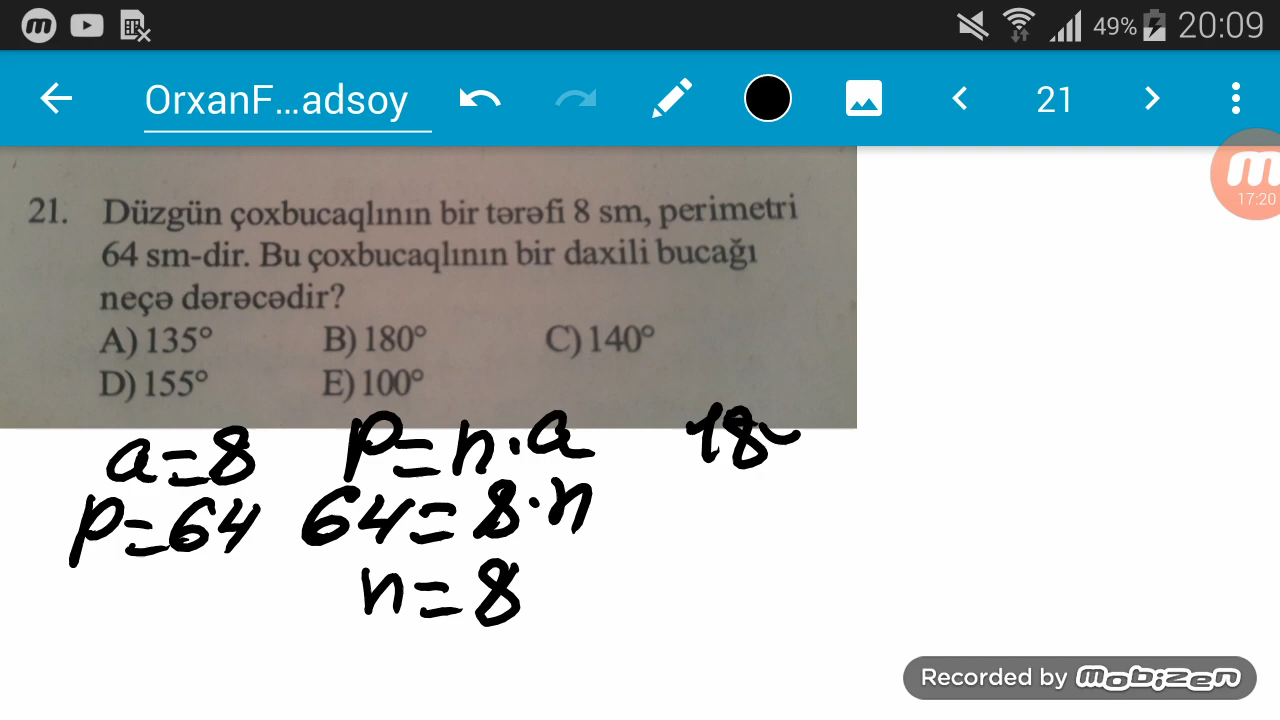 49% 20:09
OrxanF...adsoy 21
17:20
21. Düzgün çoxbucaqlının bir tərəfi 8 sm, perimetri
64 sm-dir. Bu çoxbucaqlının bir daxili bucağı
neçə dərəcədir?
A) 135° B) 180° C) 140°
D) 155° E) 100°
a=8 P=n·a 18
P=64 64=8·n
n=8
Recorded by mobizen